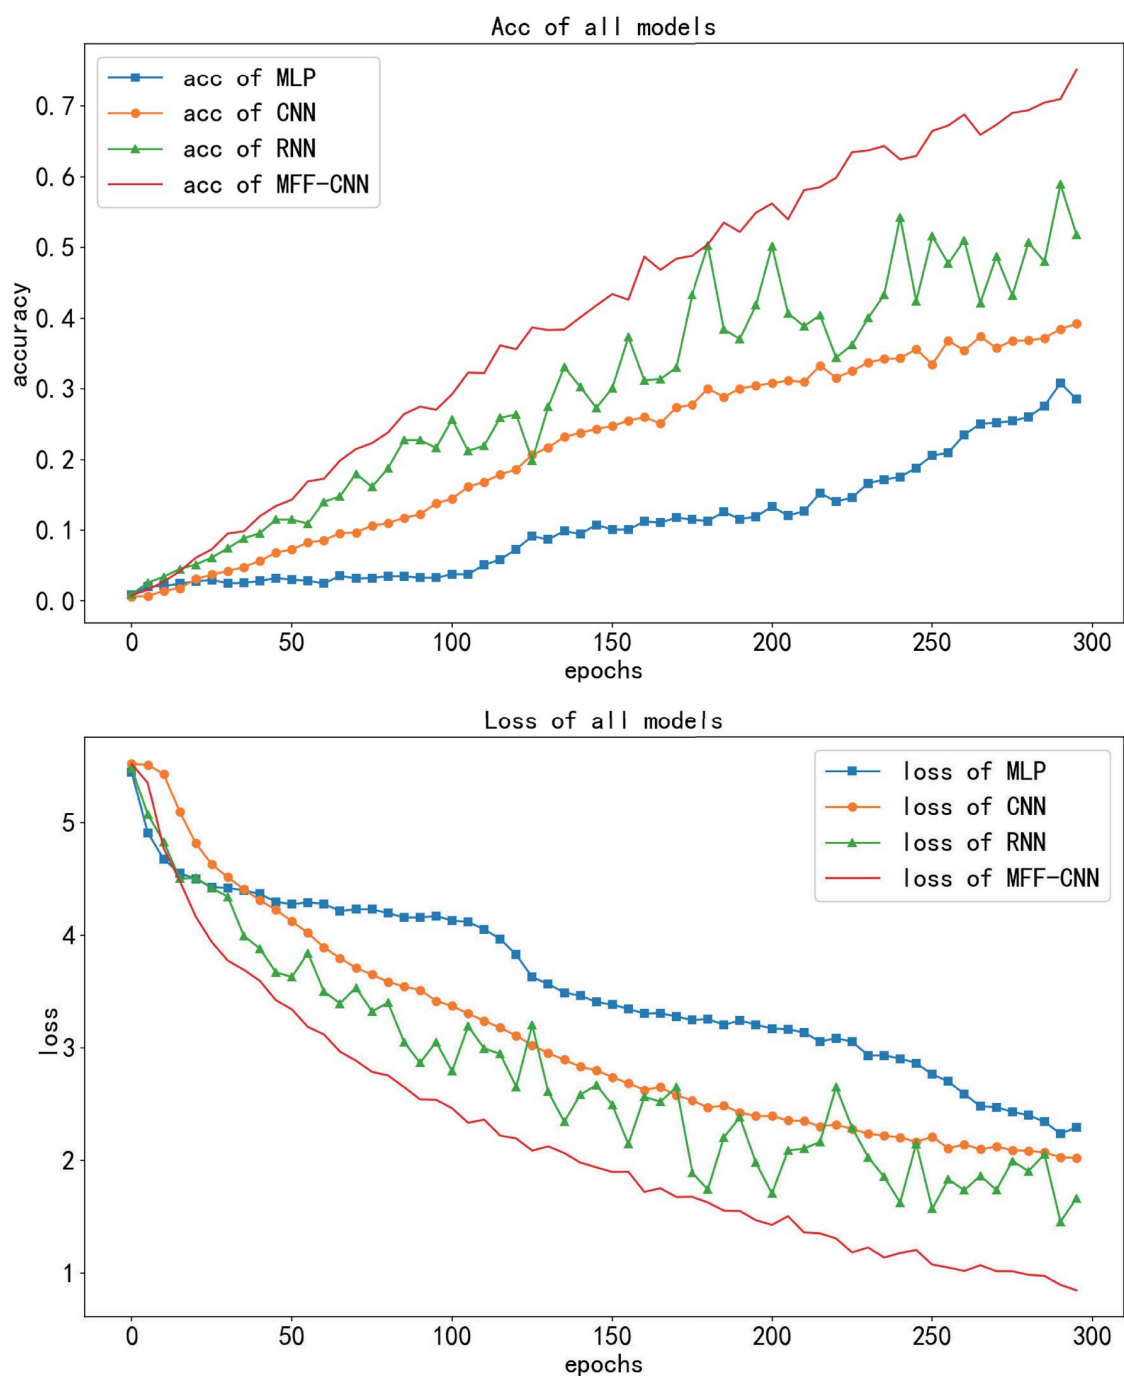 Acc of all models
acc of MLP
acc of CNN
acc of RNN
acc of MFF-CNN
accuracy
0.7
0.6
0.5
0.4
0.3
0.2
0.1
0.0
0 50 100 150 200 250 300
epochs
Loss of all models
loss of MLP
loss of CNN
loss of RNN
loss of MFF-CNN
loss
5
4
3
2
1
0 50 100 150 200 250 300
epochs